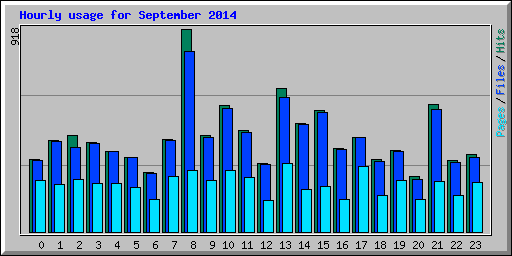 Hourly usage for September 2014
918
Pages/Files/Hits
0 1 2 3 4 5 6 7 8 9 10 11 12 13 14 15 16 17 18 19 20 21 22 23